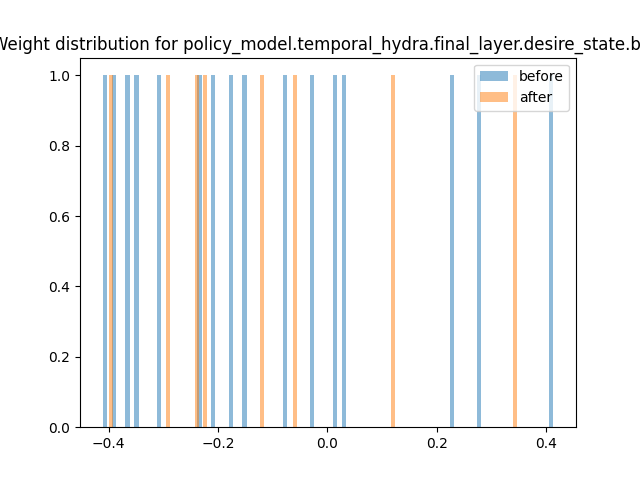 Weight distribution for policy_model.temporal_hydra.final_layer.desire_state.b
before
after
1.0
0.8
0.6
0.4
0.2
0.0
−0.4 −0.2 0.0 0.2 0.4